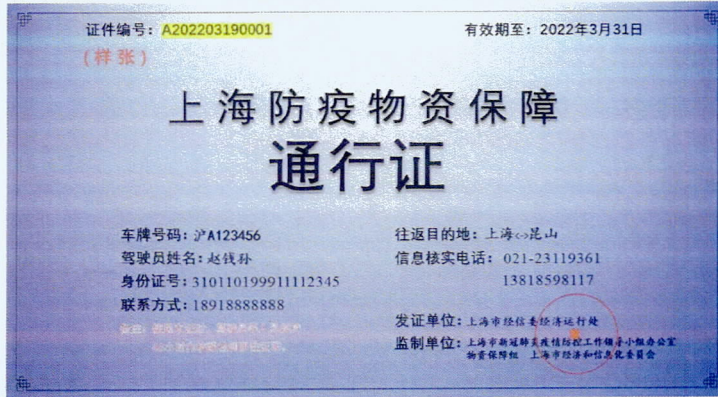 证件编号：A202203190001
有效期至：2022年3月31日
(样张)
上海防疫物资保障
通行证
车牌号码：沪A123456
往返目的地：上海<->昆山
驾驶员姓名：赵钱孙
信息核实电话： 021-23119361
身份证号：310110199911112345
13818598117
联系方式：18918888888
发证单位：上海市经信委经济运行处
监制单位：上海市新冠肺炎疫情防控工作领导小组办公室
物资保障组 上海市经济和信息化委员会